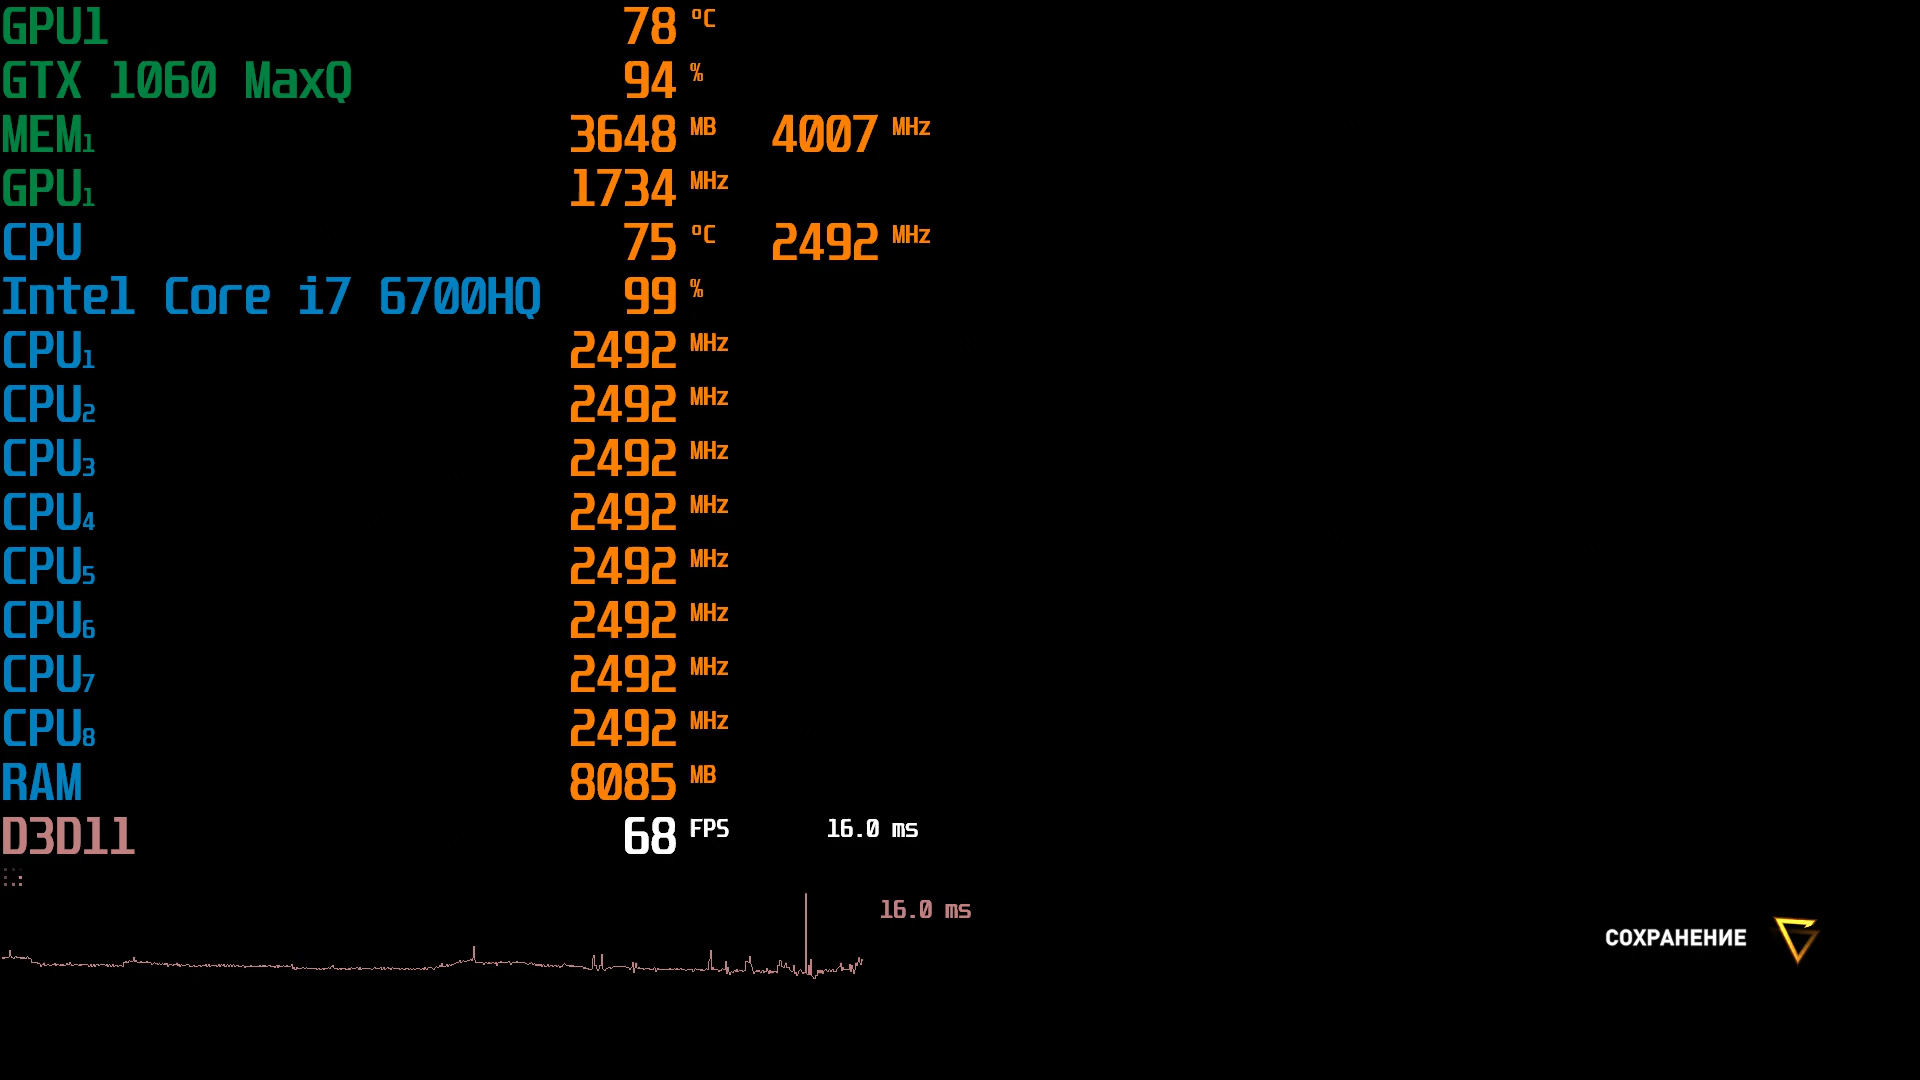 GPU1 78 °C
GTX 1060 MaxQ 94 %
MEM1 3648 MB 4007 MHz
GPU1 1734 MHz
CPU 75 °C 2492 MHz
Intel Core i7 6700HQ 99 %
CPU1 2492 MHz
CPU2 2492 MHz
CPU3 2492 MHz
CPU4 2492 MHz
CPU5 2492 MHz
CPU6 2492 MHz
CPU7 2492 MHz
CPU8 2492 MHz
RAM 8085 MB
D3D11 68 FPS 16.0 ms
16.0 ms
СОХРАНЕНИЕ